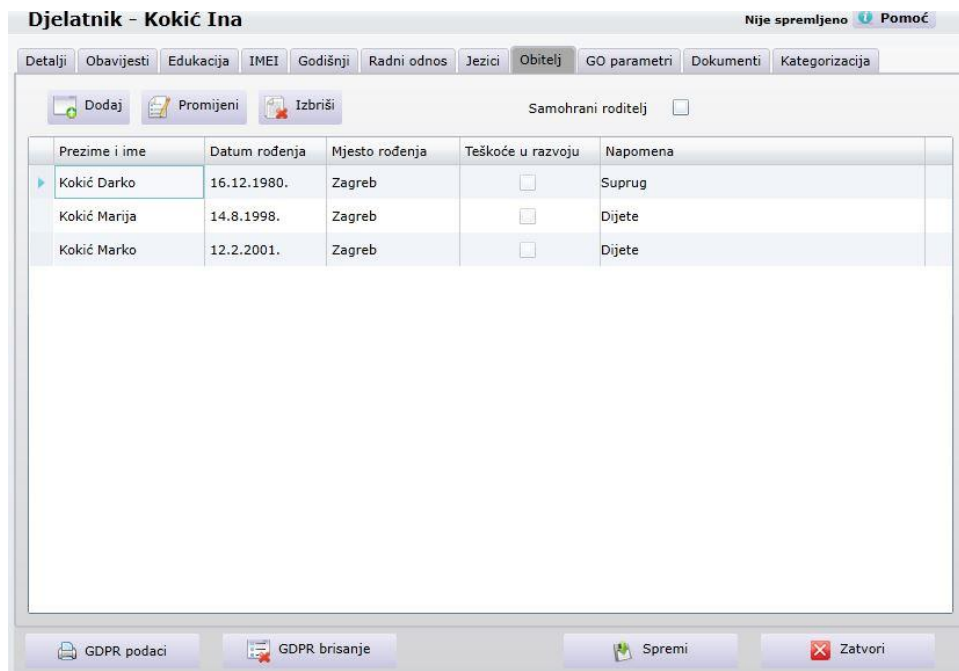 Djelatnik - Kokić Ina Nije spremljeno Pomoć
Detalji Obavijesti Edukacija IMEI Godišnji Radni odnos Jezici Obitelj GO parametri Dokumenti Kategorizacija
Dodaj Promijeni Izbriši Samohrani roditelj
Prezime i ime Datum rođenja Mjesto rođenja Teškoće u razvoju Napomena
Kokić Darko 16.12.1980. Zagreb Suprug
Kokić Marija 14.8.1998. Zagreb Dijete
Kokić Marko 12.2.2001. Zagreb Dijete
GDPR podaci GDPR brisanje Spremi Zatvori